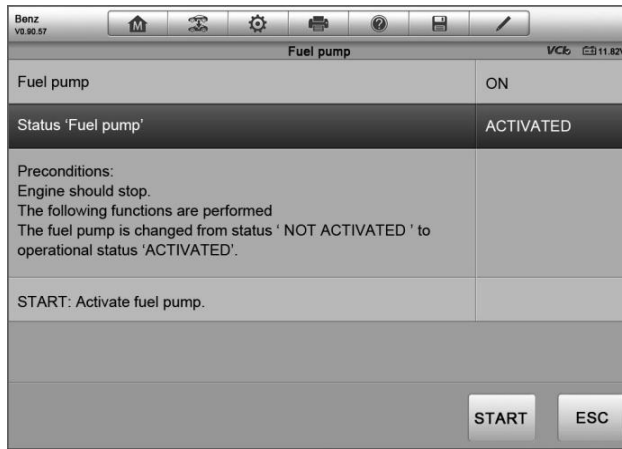 Benz
V0.90.57
M
Fuel pump
VCI
11.82V
Fuel pump ON
Status ‘Fuel pump’ ACTIVATED
Preconditions:
Engine should stop.
The following functions are performed
The fuel pump is changed from status ‘ NOT ACTIVATED ’ to
operational status ‘ACTIVATED’.
START: Activate fuel pump.
START ESC